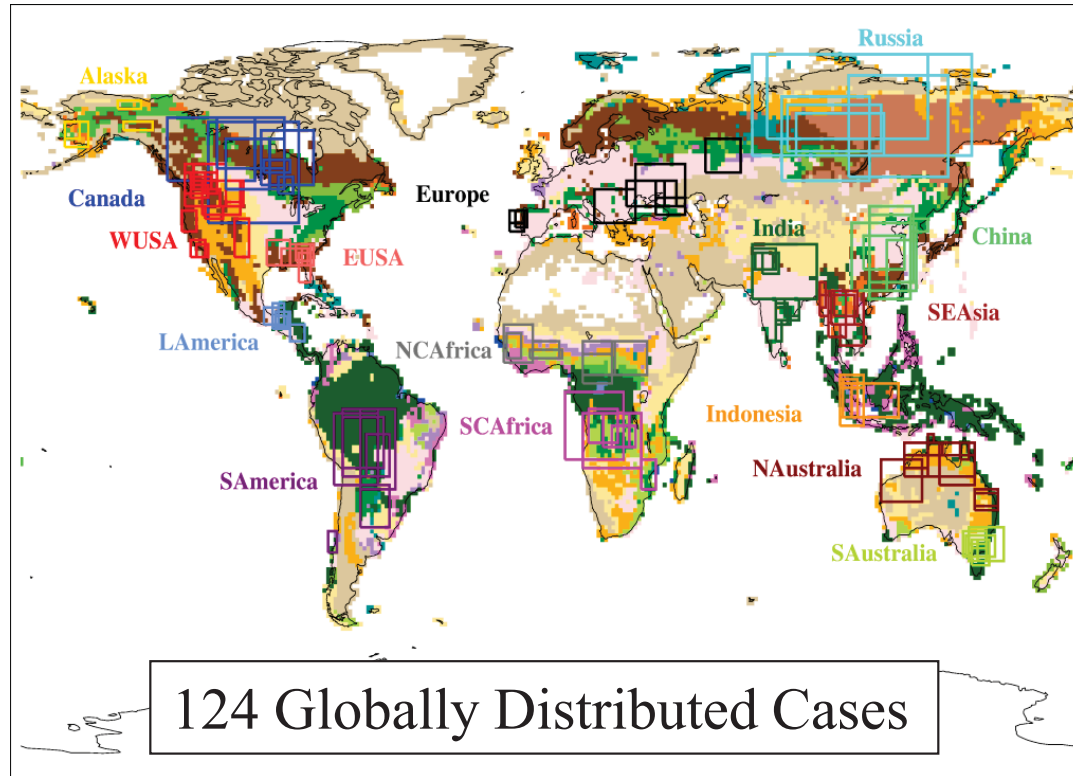 Russia
Alaska
Canada
Europe
WUSA
EUSA
India
China
LAmerica
NCAfrica
SEAsia
SCAfrica
Indonesia
SAmerica
NAustralia
SAustralia
124 Globally Distributed Cases